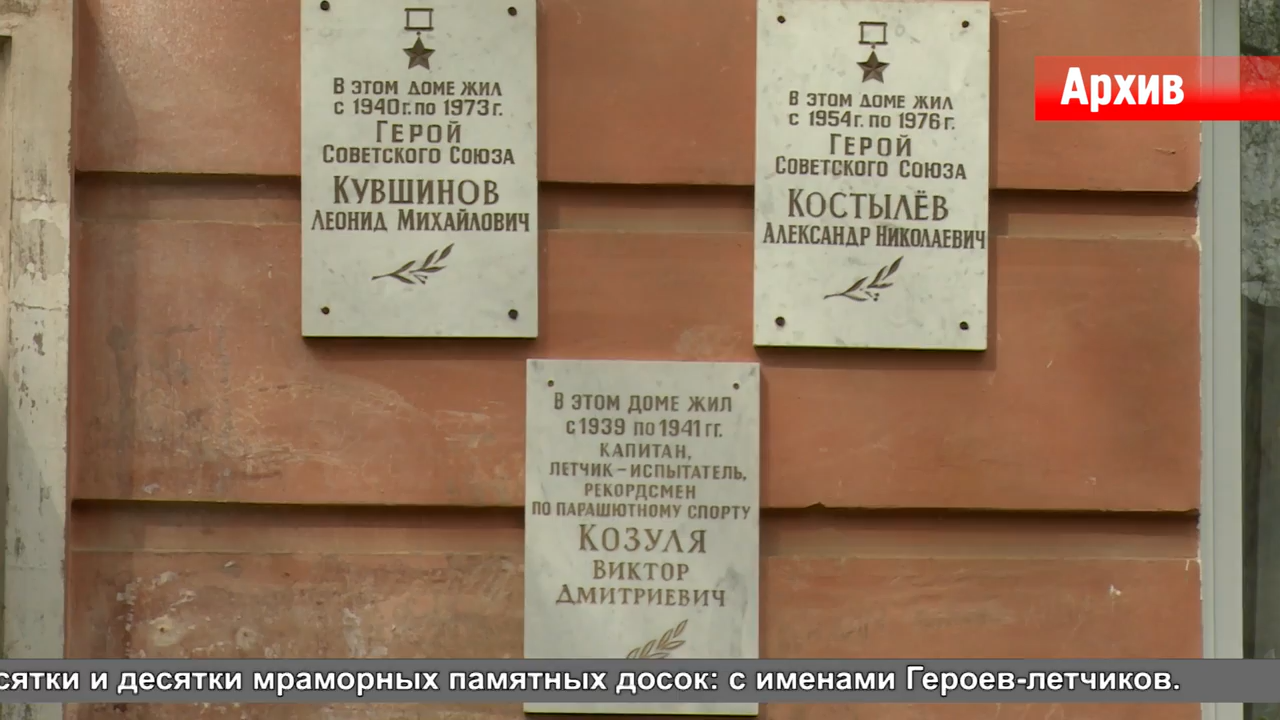 В ЭТОМ ДОМЕ ЖИЛ
С 1940 Г. ПО 1973 Г.
ГЕРОЙ
СОВЕТСКОГО СОЮЗА
КУВШИНОВ
ЛЕОНИД МИХАЙЛОВИЧ
В ЭТОМ ДОМЕ ЖИЛ
С 1954 Г. ПО 1976 Г.
ГЕРОЙ
СОВЕТСКОГО СОЮЗА
КОСТЫЛЁВ
АЛЕКСАНДР НИКОЛАЕВИЧ
Архив
В ЭТОМ ДОМЕ ЖИЛ
С 1939 ПО 1941 ГГ.
КАПИТАН,
ЛЕТЧИК-ИСПЫТАТЕЛЬ,
РЕКОРДСМЕН
ПО ПАРАШЮТНОМУ СПОРТУ
КОЗУЛЯ
ВИКТОР
ДМИТРИЕВИЧ
сятки и десятки мраморных памятных досок: с именами Героев-летчиков.